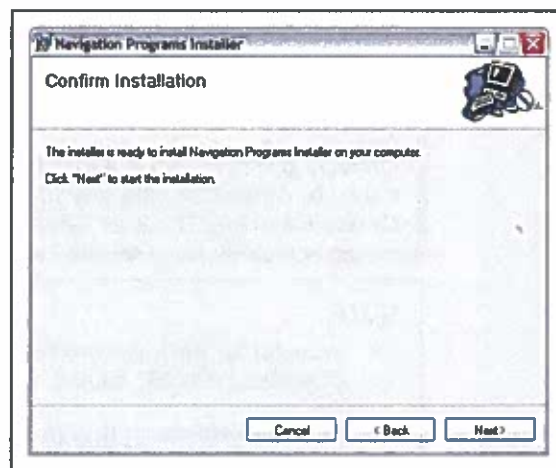 Navigation Programs Installer
Confirm Installation
The installer is ready to install Navigation Programs Installer on your computer.
Click "Next" to start the installation.
Cancel
< Back
Next >